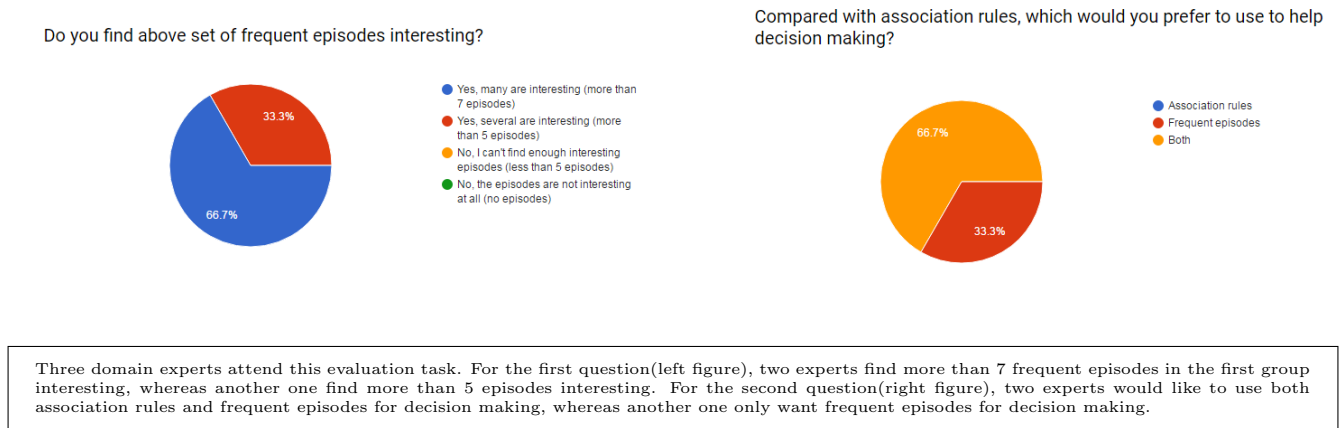 Do you find above set of frequent episodes interesting?
33.3%
66.7%
Yes, many are interesting (more than
7 episodes)
Yes, several are interesting (more
than 5 episodes)
No, I can't find enough interesting
episodes (less than 5 episodes)
No, the episodes are not interesting
at all (no episodes)
Compared with association rules, which would you prefer to use to help
decision making?
66.7%
33.3%
Association rules
Frequent episodes
Both
Three domain experts attend this evaluation task. For the first question(left figure), two experts find more than 7 frequent episodes in the first group
interesting, whereas another one find more than 5 episodes interesting. For the second question(right figure), two experts would like to use both
association rules and frequent episodes for decision making, whereas another one only want frequent episodes for decision making.